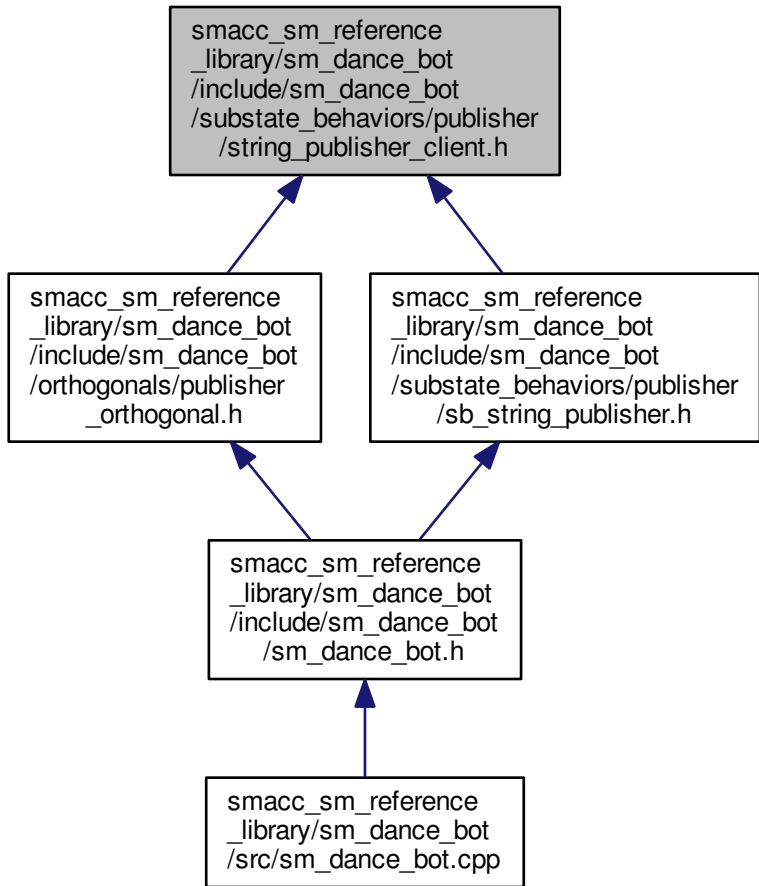 smacc_sm_reference
_library/sm_dance_bot
/include/sm_dance_bot
/substate_behaviors/publisher
/string_publisher_client.h
smacc_sm_reference
_library/sm_dance_bot
/include/sm_dance_bot
/orthogonals/publisher
_orthogonal.h
smacc_sm_reference
_library/sm_dance_bot
/include/sm_dance_bot
/substate_behaviors/publisher
/sb_string_publisher.h
smacc_sm_reference
_library/sm_dance_bot
/include/sm_dance_bot
/sm_dance_bot.h
smacc_sm_reference
_library/sm_dance_bot
/src/sm_dance_bot.cpp